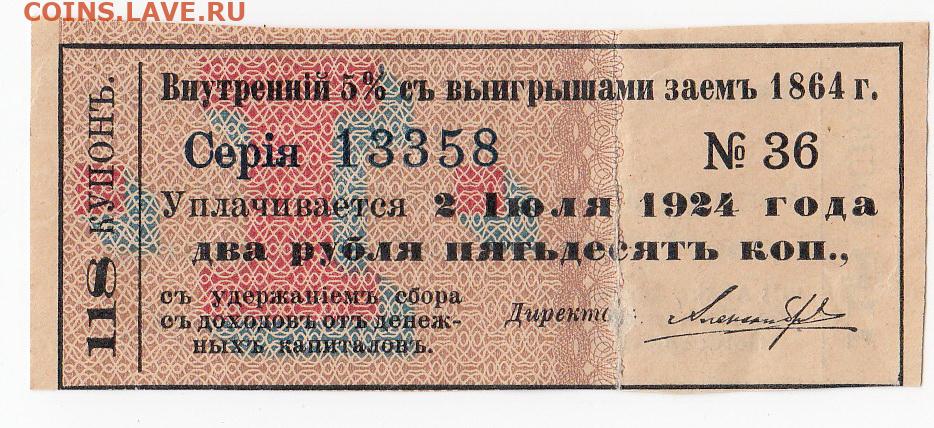 COINS.LAVE.RU
118 КУПОНЪ.
Внутренній 5% съ выигрышами заемъ 1864 г.
Серія 13358 № 36
Уплачивается 2 Іюля 1924 года
два рубля пятьдесятъ коп.,
съ удержаніемъ сбора
съ доходовъ отъ денеж-
ныхъ капиталовъ.
Директ